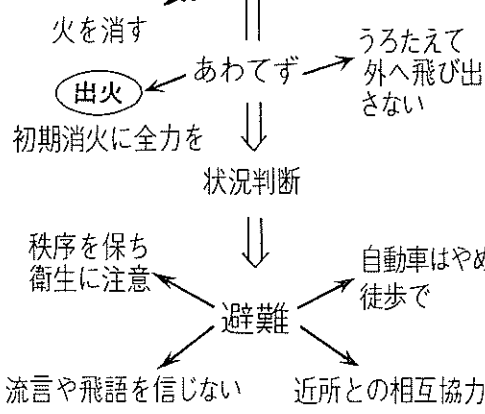 火を消す
うろたえて
あわてず
外へ飛び出
さない
出火
初期消火に全力を
状況判断
秩序を保ち
衛生に注意
自動車はやめ
徒歩で
避難
流言や飛語を信じない
近所との相互協力